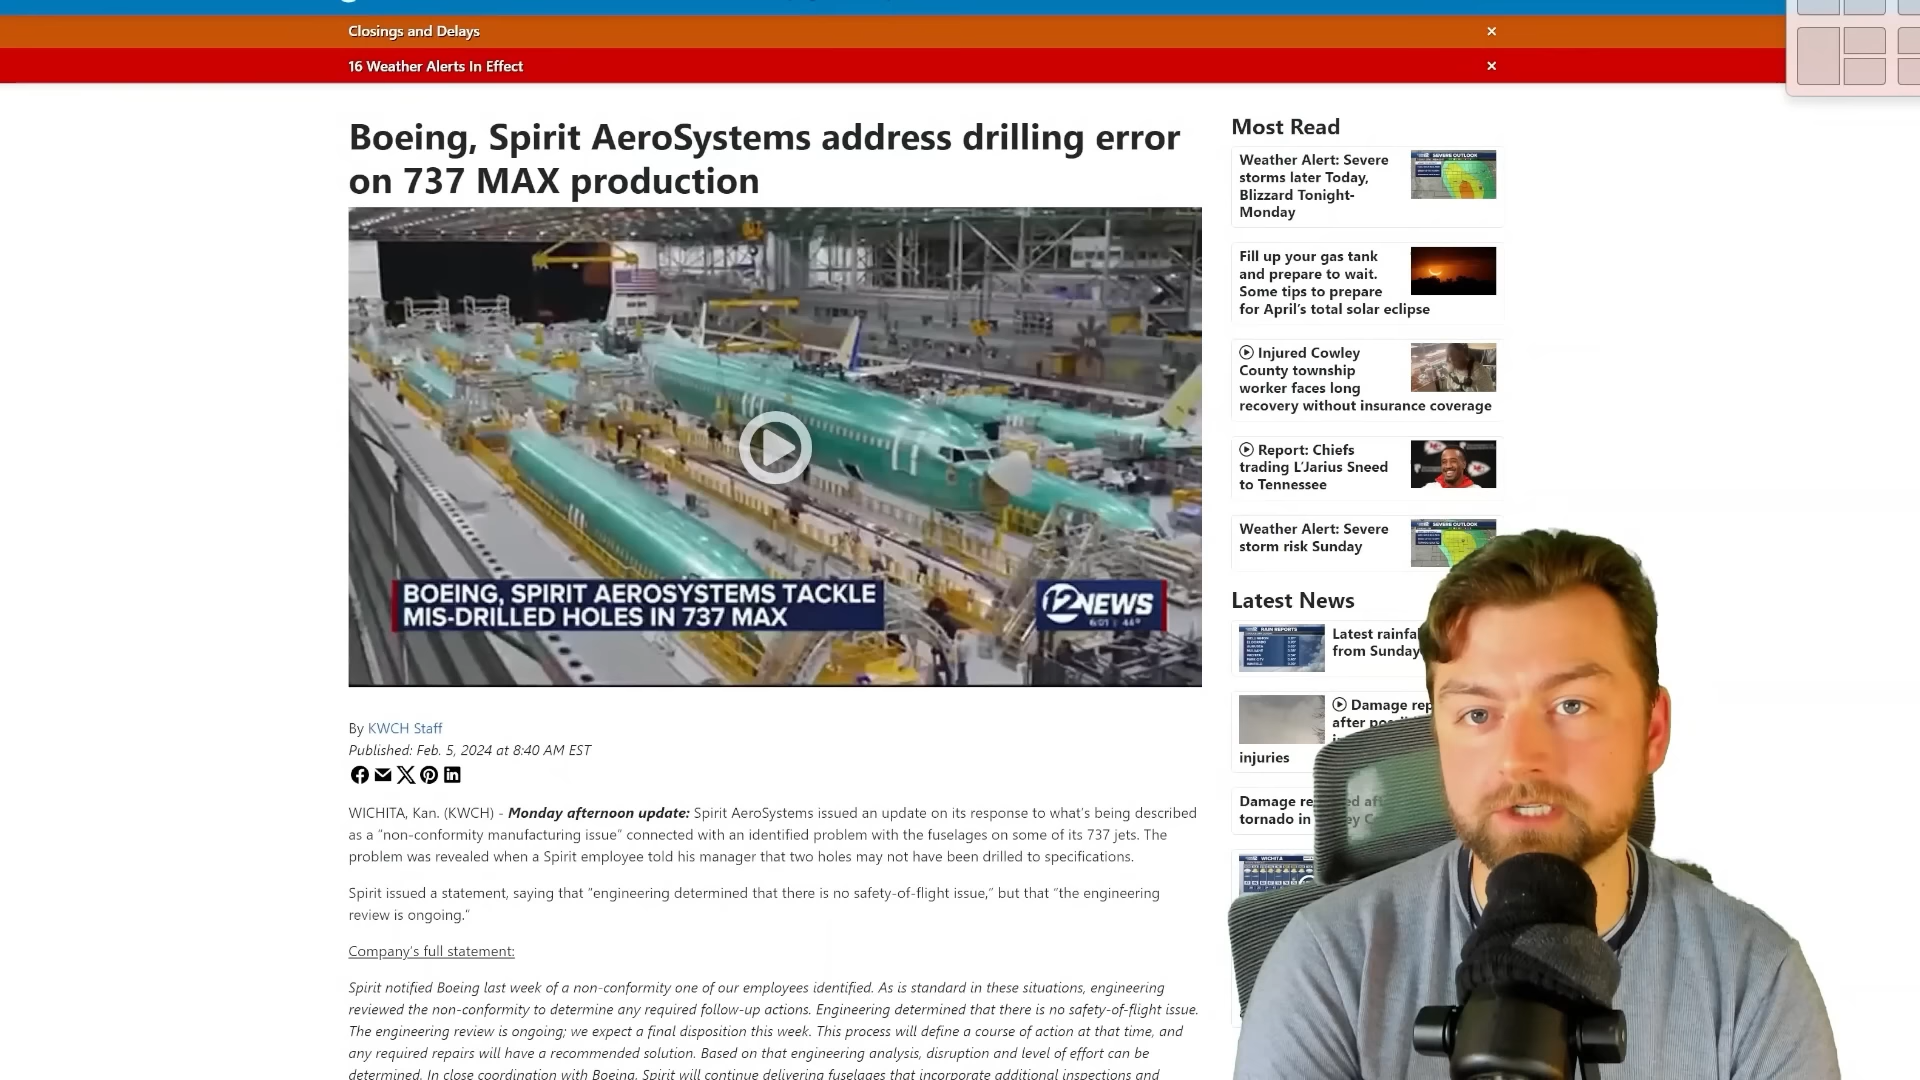 Closings and Delays
×
16 Weather Alerts In Effect
×
Boeing, Spirit AeroSystems address drilling error
on 737 MAX production
BOEING, SPIRIT AEROSYSTEMS TACKLE
MIS-DRILLED HOLES IN 737 MAX
12NEWS
6:01 | 46°
By KWCH Staff
Published: Feb. 5, 2024 at 8:40 AM EST
WICHITA, Kan. (KWCH) - Monday afternoon update: Spirit AeroSystems issued an update on its response to what's being described
as a “non-conformity manufacturing issue” connected with an identified problem with the fuselages on some of its 737 jets. The
problem was revealed when a Spirit employee told his manager that two holes may not have been drilled to specifications.
Spirit issued a statement, saying that “engineering determined that there is no safety-of-flight issue,” but that “the engineering
review is ongoing.”
Company's full statement:
Spirit notified Boeing last week of a non-conformity one of our employees identified. As is standard in these situations, engineering
reviewed the non-conformity to determine any required follow-up actions. Engineering determined that there is no safety-of-flight issue.
The engineering review is ongoing; we expect a final disposition this week. This process will define a course of action at that time, and
any required repairs will have a recommended solution. Based on that engineering analysis, disruption and level of effort can be
determined. In close coordination with Boeing, Spirit will continue delivering fuselages that incorporate additional inspections and
Most Read
Weather Alert: Severe
storms later Today,
Blizzard Tonight-
Monday
SEVERE OUTLOOK
Fill up your gas tank
and prepare to wait.
Some tips to prepare
for April's total solar eclipse
Injured Cowley
County township
worker faces long
recovery without insurance coverage
Report: Chiefs
trading L'Jarius Sneed
to Tennessee
Weather Alert: Severe
storm risk Sunday
SEVERE OUTLOOK
Latest News
RAIN REPORTS
Latest rainfa
from Sunday
Damage rep
after
injuries
Damage re
tornado in
WICHITA